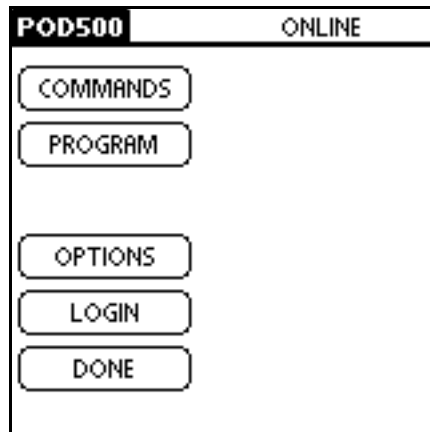 POD500 ONLINE
COMMANDS
PROGRAM
OPTIONS
LOGIN
DONE